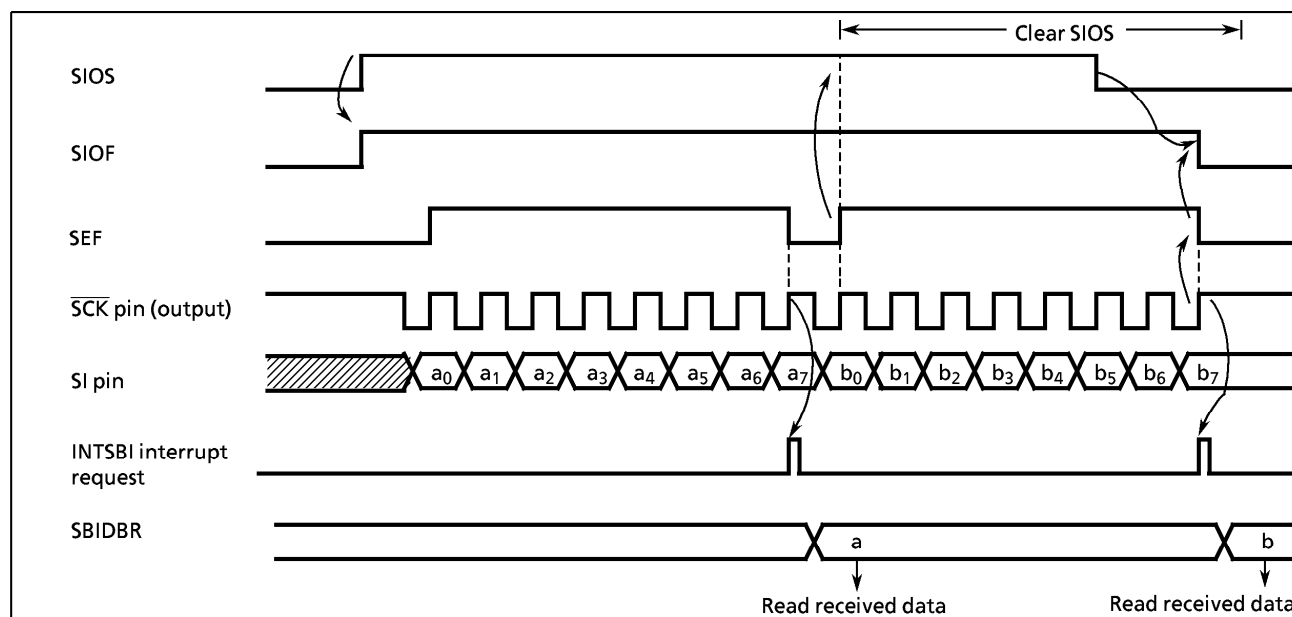 Clear SIOS
SIOS
SIOF
SEF
SCK pin (output)
SI pin
a0 a1 a2 a3 a4 a5 a6 a7 b0 b1 b2 b3 b4 b5 b6 b7
INTSBI interrupt
request
SBIDBR
a b
Read received data Read received data